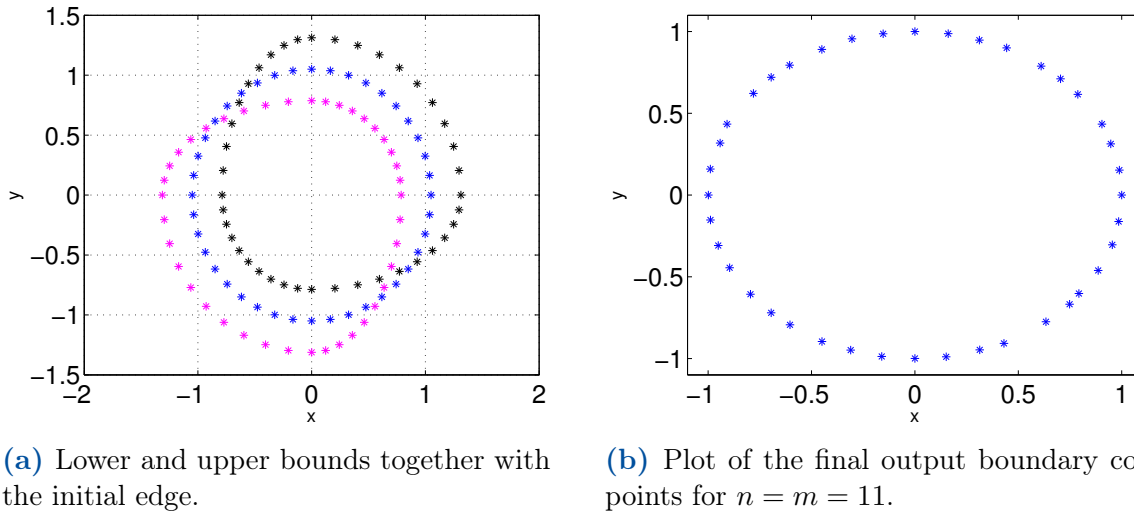 1.5
1
0.5
0
−0.5
−1
−1.5
y
−2
−1
0
1
2
x
1
0.5
0
−0.5
−1
y
−1
−0.5
0
0.5
1
x
(a) Lower and upper bounds together with
the initial edge.
(b) Plot of the final output boundary co
points for n = m = 11.